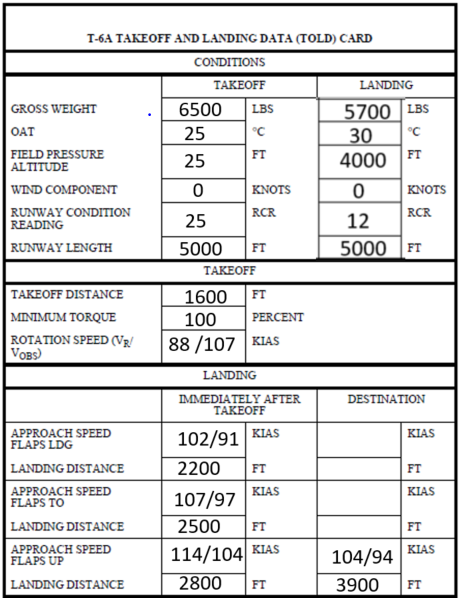 T-6A TAKEOFF AND LANDING DATA (TOLD) CARD
CONDITIONS
TAKEOFF LANDING
GROSS WEIGHT 6500 LBS 5700 LBS
OAT 25 °C 30 °C
FIELD PRESSURE ALTITUDE 25 FT 4000 FT
WIND COMPONENT 0 KNOTS 0 KNOTS
RUNWAY CONDITION READING 25 RCR 12 RCR
RUNWAY LENGTH 5000 FT 5000 FT
TAKEOFF
TAKEOFF DISTANCE 1600 FT
MINIMUM TORQUE 100 PERCENT
ROTATION SPEED (VR/ VOBS) 88 /107 KIAS
LANDING
IMMEDIATELY AFTER TAKEOFF DESTINATION
APPROACH SPEED FLAPS LDG 102/91 KIAS KIAS
LANDING DISTANCE 2200 FT FT
APPROACH SPEED FLAPS TO 107/97 KIAS KIAS
LANDING DISTANCE 2500 FT FT
APPROACH SPEED FLAPS UP 114/104 KIAS 104/94 KIAS
LANDING DISTANCE 2800 FT 3900 FT